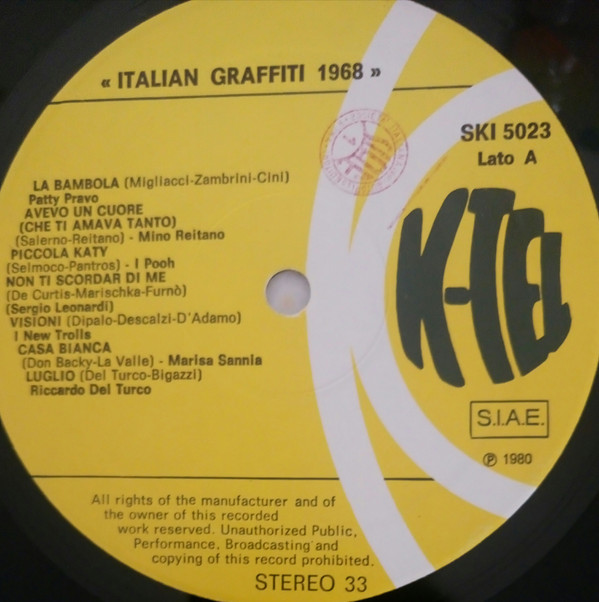 « ITALIAN GRAFFITI 1968 »
SKI 5023
Lato A
LA BAMBOLA (Migliacci-Zambrini-Cini)
Patty Pravo
AVEVO UN CUORE
(CHE TI AMAVA TANTO)
(Salerno-Reitano) - Mino Reitano
PICCOLA KATY
(Selmoco-Pantros) - I Pooh
NON TI SCORDAR DI ME
(De Curtis-Marischka-Furnò)
(Sergio Leonardi)
VISIONI (Dipalo-Descalzi-D'Adamo)
I New Trolls
CASA BIANCA
(Don Backy-La Valle) - Marisa Sannia
LUGLIO (Del Turco-Bigazzi)
Riccardo Del Turco
K-TEL
S.I.A.E.
℗ 1980
All rights of the manufacturer and of
the owner of this recorded
work reserved. Unauthorized Public,
Performance, Broadcasting and
copying of this record prohibited.
STEREO 33